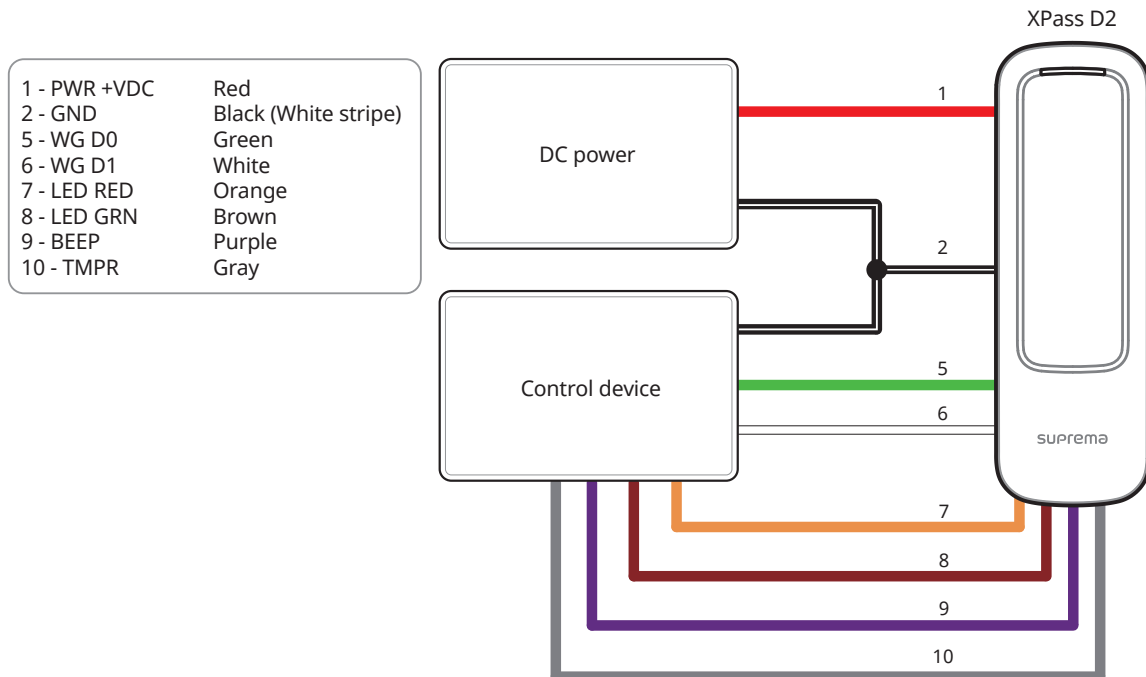 XPass D2
1 - PWR +VDC Red
2 - GND Black (White stripe)
5 - WG D0 Green
6 - WG D1 White
7 - LED RED Orange
8 - LED GRN Brown
9 - BEEP Purple
10 - TMPR Gray
DC power
1
2
Control device
5
6
suprema
7
8
9
10